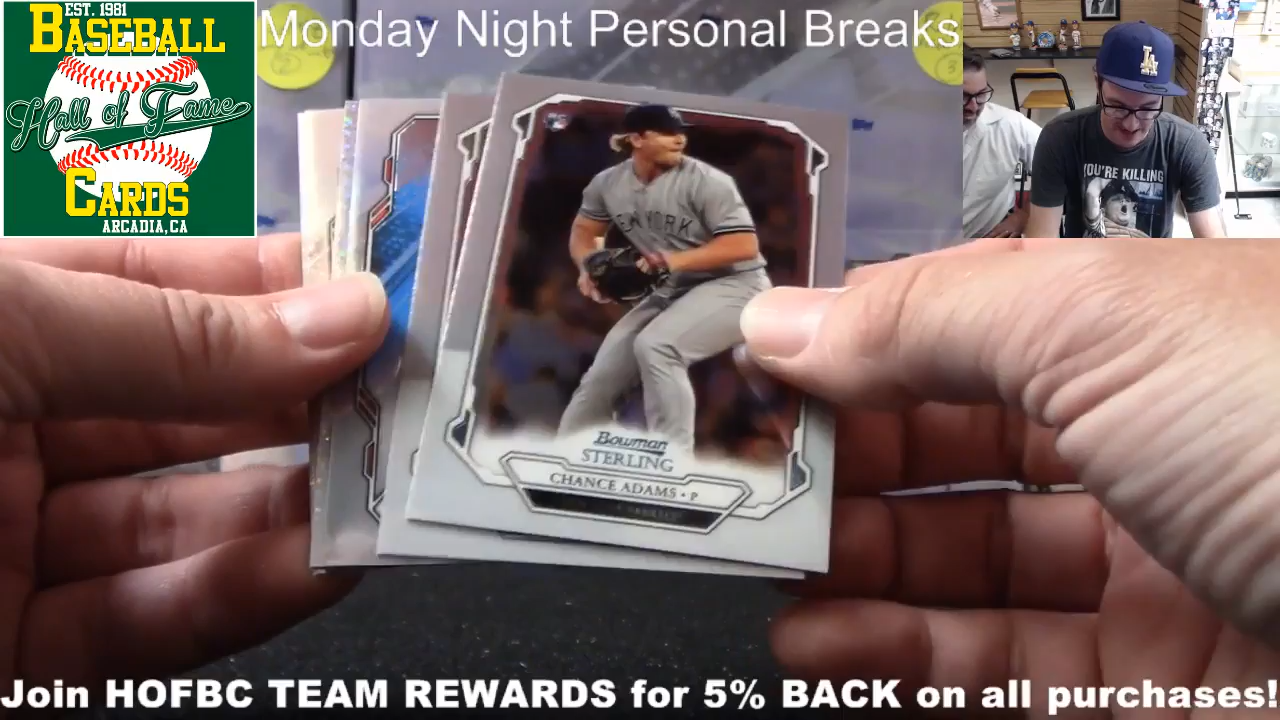 EST. 1981
BASEBALL
Hall of Fame
CARDS
ARCADIA, CA
Monday Night Personal Breaks
LA
YOU'RE KILLING
NEW YORK
Bowman
STERLING
CHANCE ADAMS • P
Join HOFBC TEAM REWARDS for 5% BACK on all purchases!